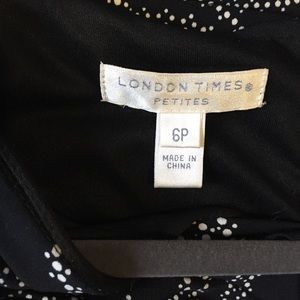 LONDON TIMES®
PETITES
6P
MADE IN
CHINA